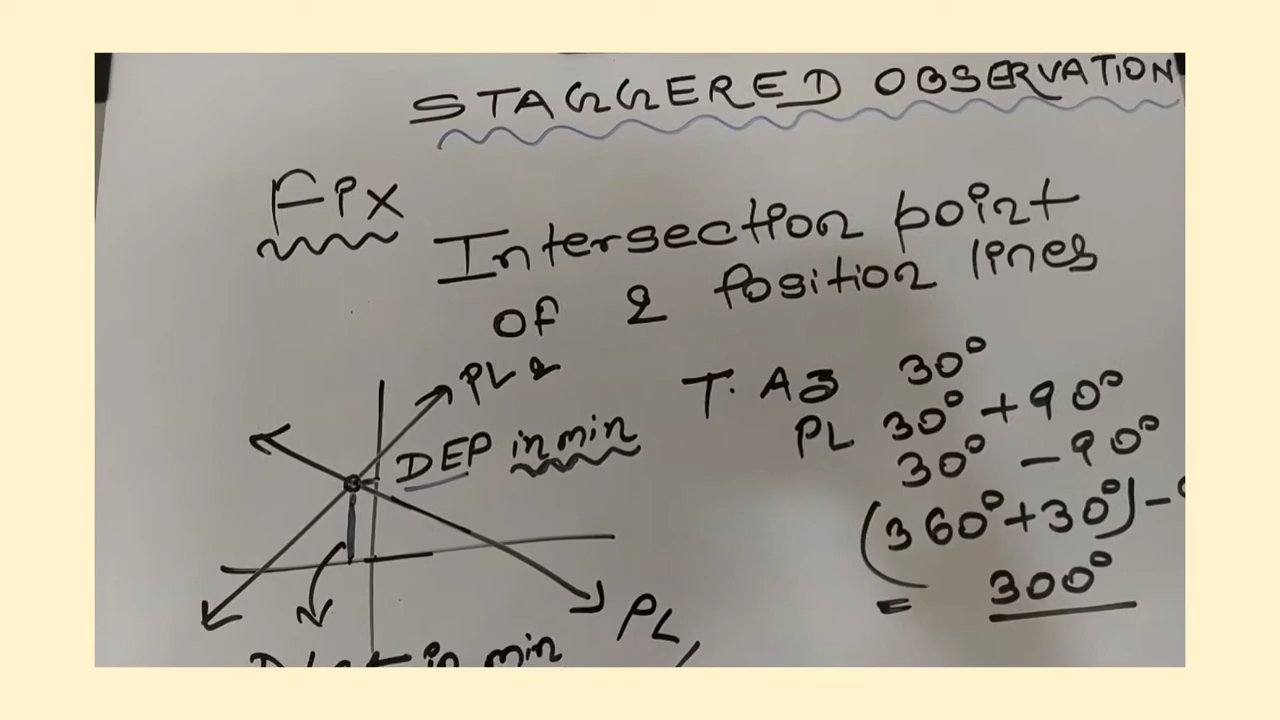 STAGGERED OBSERVATION
FIX
Intersection point
of 2 Position lines
PL 2
DEP in min
T. Az 30°
PL 30° + 90°
30° - 90°
(360° + 30°) -
= 300°
PL
in min